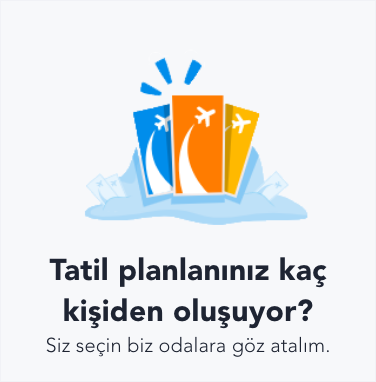 Tatil planlanınız kaç
kişiden oluşuyor?
Siz seçin biz odalara göz atalım.